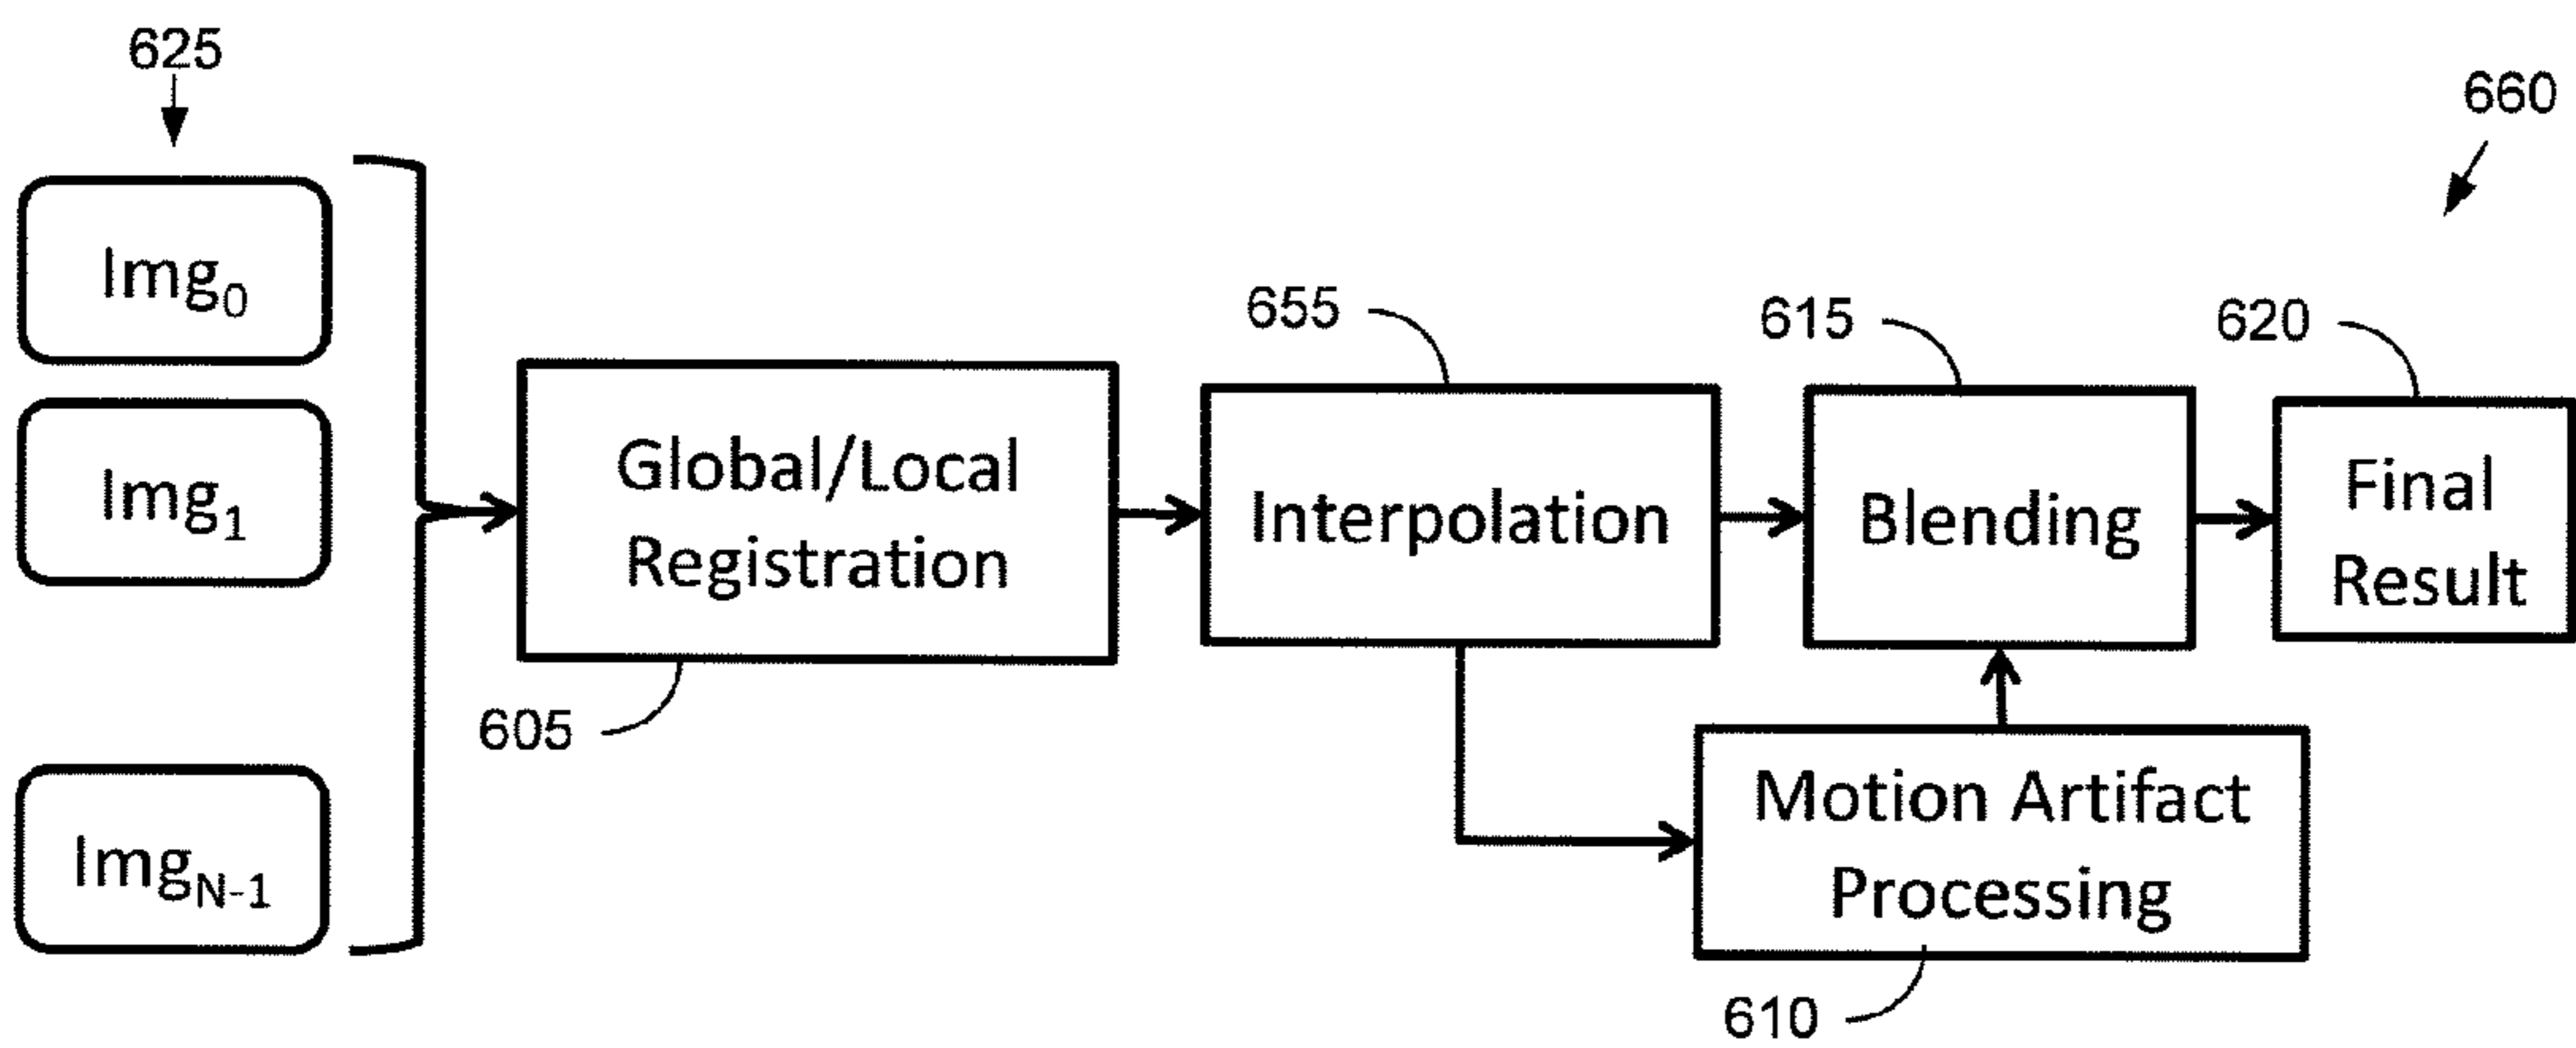 625
660
Img0
655
615
620
Img1
Global/Local
Registration
Interpolation
Blending
Final
Result
605
ImgN-1
Motion Artifact
Processing
610